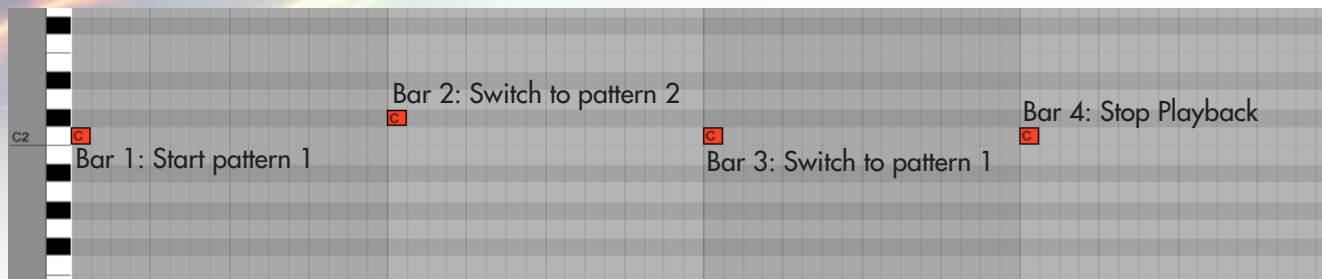 Bar 2: Switch to pattern 2
Bar 4: Stop Playback
C2
C
C
C
C
Bar 1: Start pattern 1
Bar 3: Switch to pattern 1